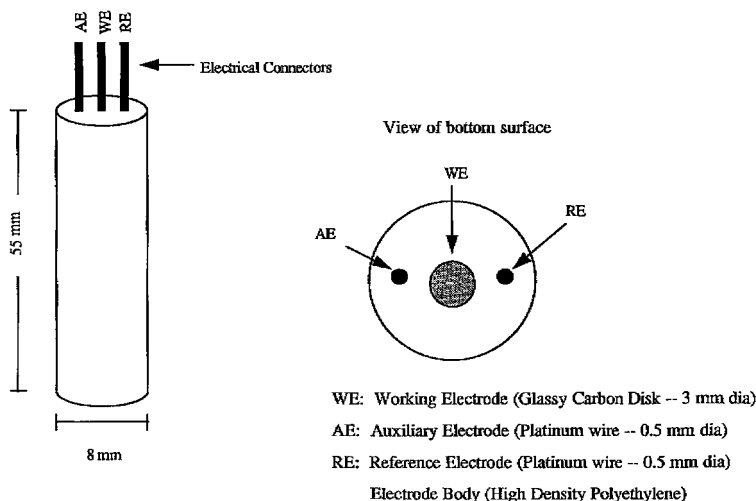 AE WE RE
Electrical Connectors
View of bottom surface
WE
RE
AE
55 mm
8 mm
WE: Working Electrode (Glassy Carbon Disk -- 3 mm dia)
AE: Auxiliary Electrode (Platinum wire -- 0.5 mm dia)
RE: Reference Electrode (Platinum wire -- 0.5 mm dia)
Electrode Body (High Density Polyethylene)